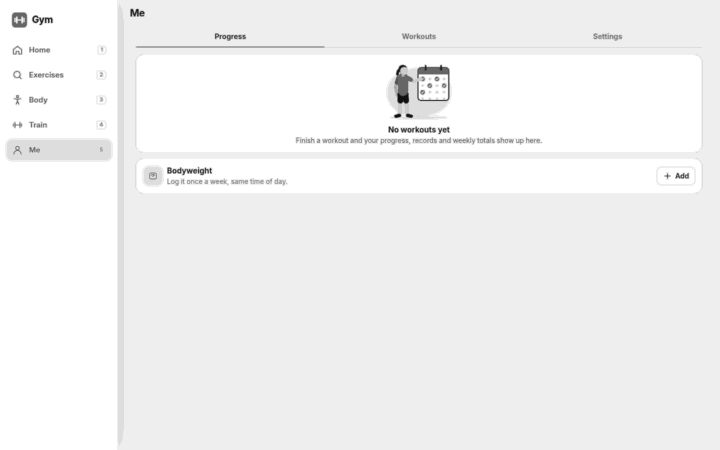 Gym
Home 1
Exercises 2
Body 3
Train 4
Me 5
Me
Progress
Workouts
Settings
No workouts yet
Finish a workout and your progress, records and weekly totals show up here.
Bodyweight
Log it once a week, same time of day.
+ Add